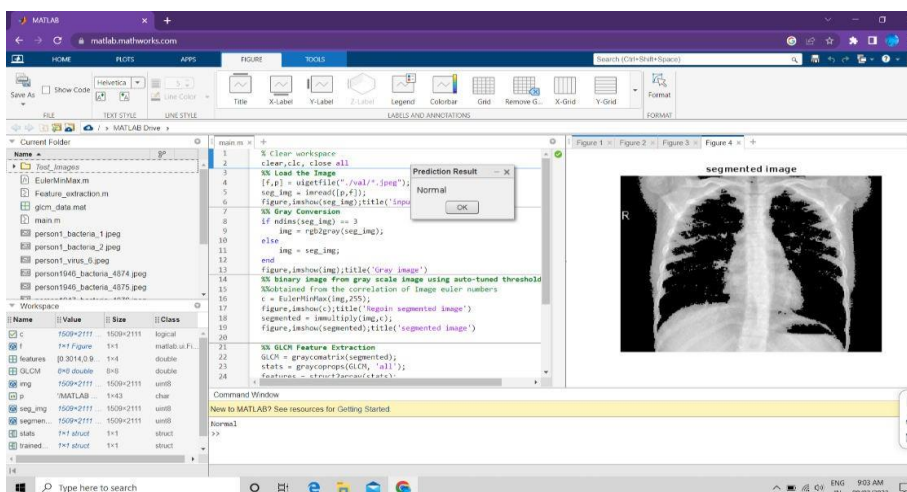 MATLAB
matlab.mathworks.com
HOME PLOTS APPS FIGURE TOOLS Search (Ctrl+Shift+Space)
Save As Show Code Helvetica Line Color Title X-Label Y-Label Z-Label Legend Colorbar Grid Remove G... X-Grid Y-Grid Format
FILE TEXT STYLE LINE STYLE LABELS AND ANNOTATIONS FORMAT
/ > MATLAB Drive >
Current Folder
Name
Test_Images
EulerMinMax.m
Feature_extraction.m
glcm_data.mat
main.m
person1_bacteria_1.jpeg
person1_bacteria_2.jpeg
person1_virus_6.jpeg
person1946_bacteria_4874.jpeg
person1946_bacteria_4875.jpeg
Workspace
Name Value Size Class
c 1509×2111 ... 1509×2111 logical
f 1×1 Figure 1×1 matlab.ui.Fi...
features [0.3014,0.9... 1×4 double
GLCM 8×8 double 8×8 double
img 1509×2111 ... 1509×2111 uint8
p '/MATLAB ... 1×43 char
seg_img 1509×2111 ... 1509×2111 uint8
segmen... 1509×2111 ... 1509×2111 uint8
stats 1×1 struct 1×1 struct
trained... 1×1 struct 1×1 struct
main.m
1 % Clear workspace
2 clear,clc, close all
3 %% Load the Image
4 [f,p] = uigetfile("./val/*.jpeg");
5 seg_img = imread([p,f]);
6 figure,imshow(seg_img);title('inpu
7 %% Gray Conversion
8 if ndims(seg_img) == 3
9 img = rgb2gray(seg_img);
10 else
11 img = seg_img;
12 end
13 figure,imshow(img);title('Gray image')
14 %% binary image from gray scale image using auto-tuned threshold
15 %%obtained from the correlation of Image euler numbers
16 c = EulerMinMax(img,255);
17 figure,imshow(c);title('Regoin segmented image')
18 segmented = immultiply(img,c);
19 figure,imshow(segmented);title('segmented image')
20
21 %% GLCM Feature Extraction
22 GLCM = graycomatrix(segmented);
23 stats = graycoprops(GLCM, 'all');
24 features = struct2array(stats);
Prediction Result
Normal
OK
Command Window
New to MATLAB? See resources for Getting Started.
Normal
>>
Figure 1 Figure 2 Figure 3 Figure 4
segmented image
R
Type here to search
ENG 9:03 AM